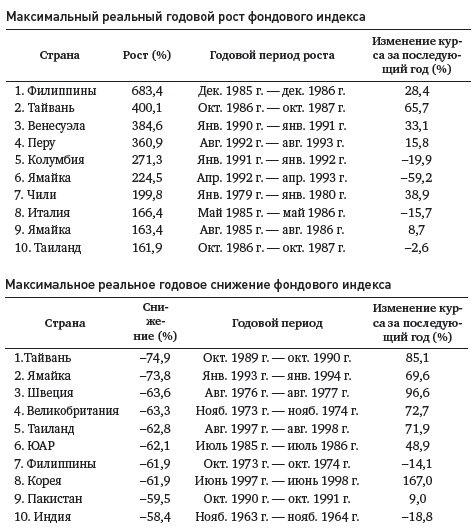 Максимальный реальный годовой рост фондового индекса
Страна Рост (%) Годовой период роста Изменение кур-
са за последую-
щий год (%)
1. Филиппины 683,4 Дек. 1985 г. — дек. 1986 г. 28,4
2. Тайвань 400,1 Окт. 1986 г. — окт. 1987 г. 65,7
3. Венесуэла 384,6 Янв. 1990 г. — янв. 1991 г. 33,1
4. Перу 360,9 Авг. 1992 г. — авг. 1993 г. 15,8
5. Колумбия 271,3 Янв. 1991 г. — янв. 1992 г. –19,9
6. Ямайка 224,5 Апр. 1992 г. — апр. 1993 г. –59,2
7. Чили 199,8 Янв. 1979 г. — янв. 1980 г. 38,9
8. Италия 166,4 Май 1985 г. — май 1986 г. –15,7
9. Ямайка 163,4 Авг. 1985 г. — авг. 1986 г. 8,7
10. Таиланд 161,9 Окт. 1986 г. — окт. 1987 г. –2,6
Максимальное реальное годовое снижение фондового индекса
Страна Сни-
же-
ние (%) Годовой период Изменение кур-
са за последую-
щий год (%)
1.Тайвань –74,9 Окт. 1989 г. — окт. 1990 г. 85,1
2. Ямайка –73,8 Янв. 1993 г. — янв. 1994 г. 69,6
3. Швеция –63,6 Авг. 1976 г. — авг. 1977 г. 96,6
4. Великобритания –63,3 Нояб. 1973 г. — нояб. 1974 г. 72,7
5. Таиланд –62,8 Авг. 1997 г. — авг. 1998 г. 71,9
6. ЮАР –62,1 Июль 1985 г. — июль 1986 г. 48,9
7. Филиппины –61,9 Окт. 1973 г. — окт. 1974 г. –14,1
8. Корея –61,9 Июнь 1997 г. — июнь 1998 г. 167,0
9. Пакистан –59,5 Окт. 1990 г. — окт. 1991 г. 9,0
10. Индия –58,4 Нояб. 1963 г. — нояб. 1964 г. –18,8